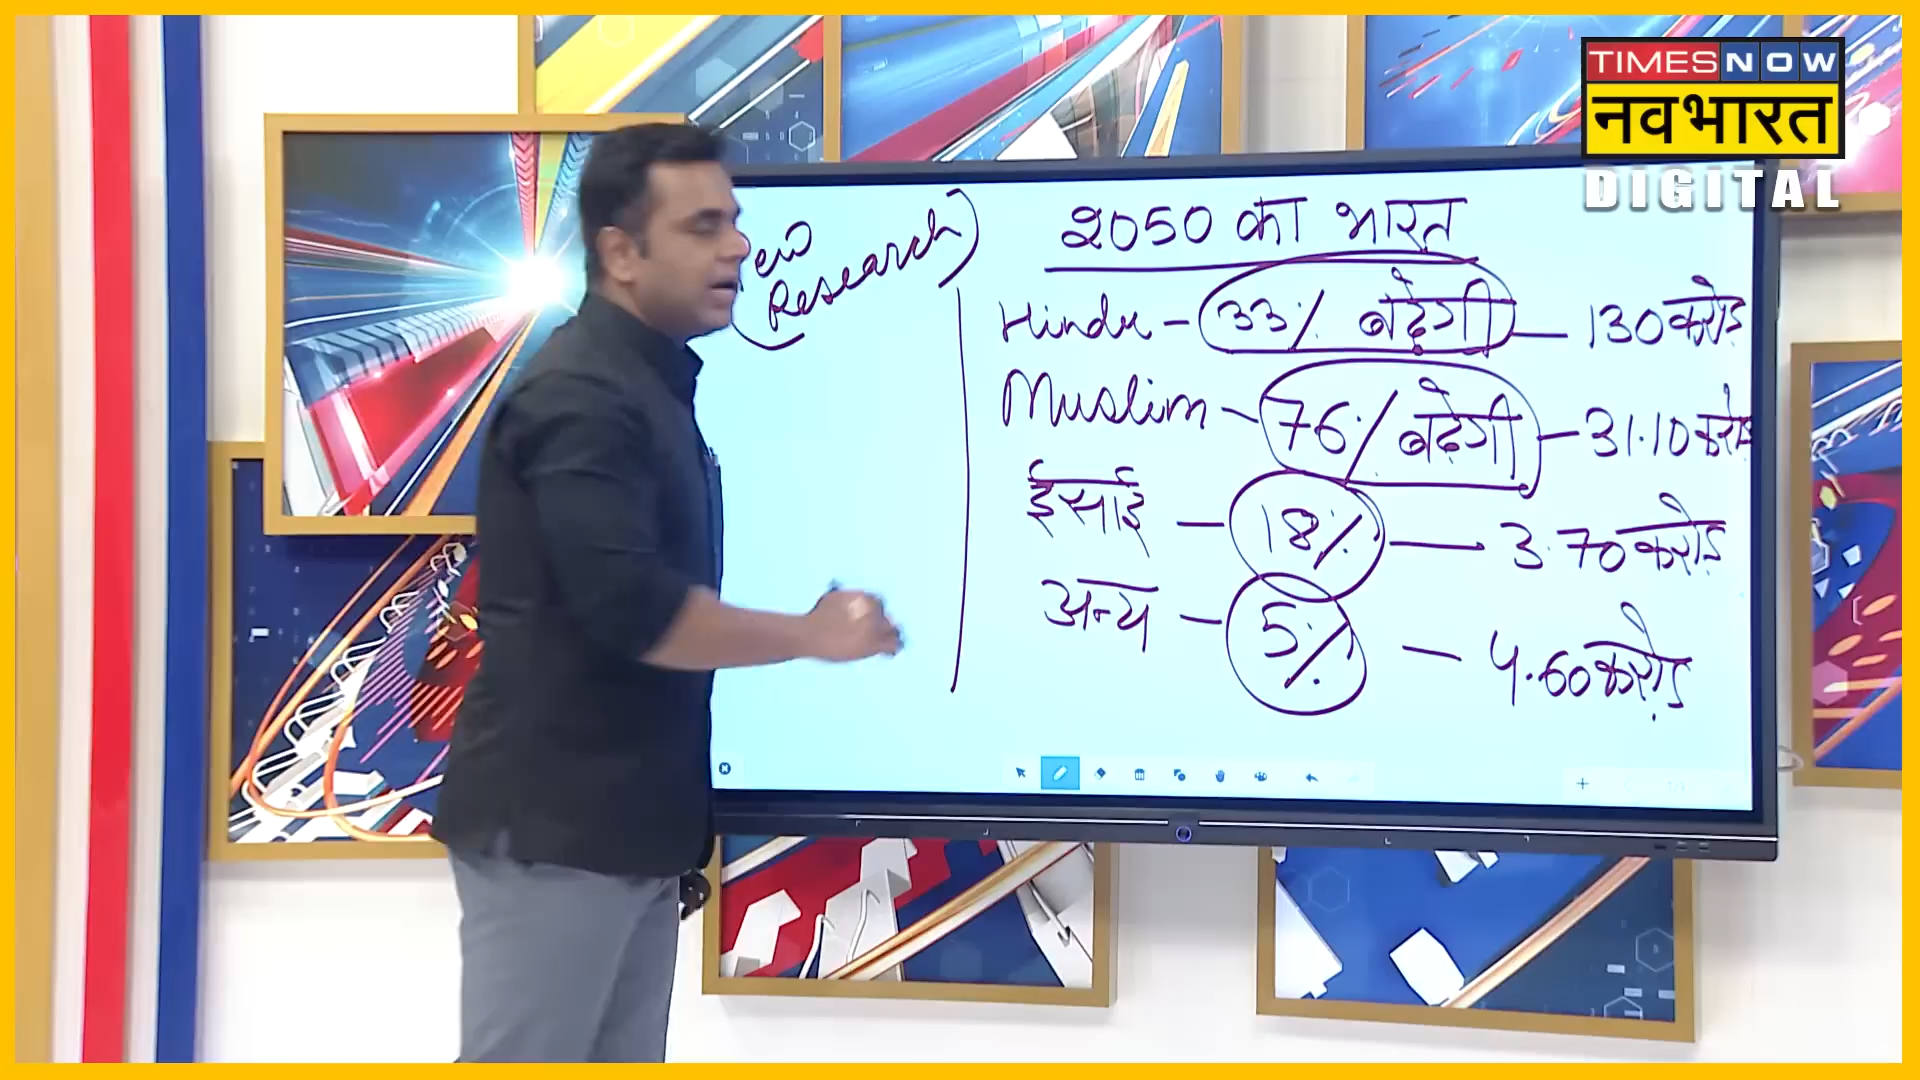 TIMES NOW
नवभारत
DIGITAL
2050 का भारत
Research)
Hindu - 33% बढ़ेगी - 130 करोड़
Muslim - 76% बढ़ेगी - 31.10 करोड़
ईसाई - 18% - 3.70 करोड़
अन्य - 5% - 4.60 करोड़